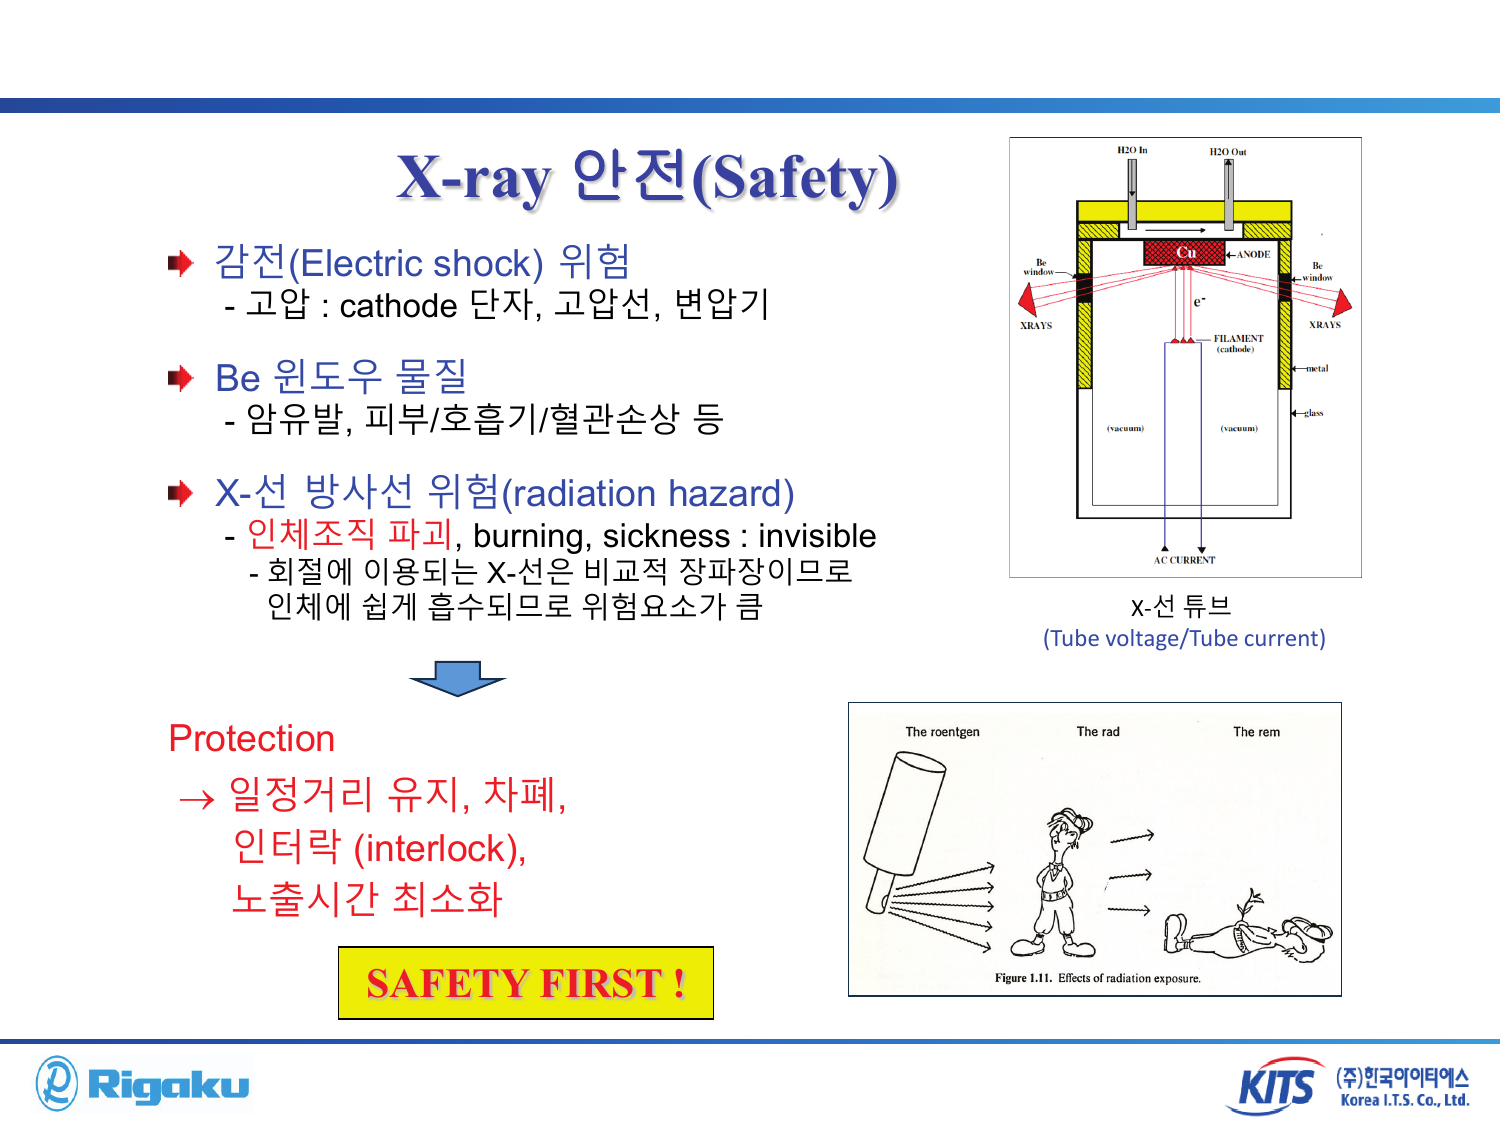 X-ray 안전(Safety)
감전(Electric shock) 위험
- 고압 : cathode 단자, 고압선, 변압기
Be 윈도우 물질
- 암유발, 피부/호흡기/혈관손상 등
X-선 방사선 위험(radiation hazard)
- 인체조직 파괴, burning, sickness : invisible
- 회절에 이용되는 X-선은 비교적 장파장이므로
인체에 쉽게 흡수되므로 위험요소가 큼
Protection
→ 일정거리 유지, 차폐,
인터락 (interlock),
노출시간 최소화
SAFETY FIRST !
H2O In
H2O Out
Cu
ANODE
Be
window
Be
window
e-
XRAYS
XRAYS
FILAMENT
(cathode)
metal
glass
(vacuum)
(vacuum)
AC CURRENT
X-선 튜브
(Tube voltage/Tube current)
The roentgen
The rad
The rem
Figure 1.11. Effects of radiation exposure.
Rigaku
KITS
(주)한국아이티에스
Korea I.T.S. Co., Ltd.